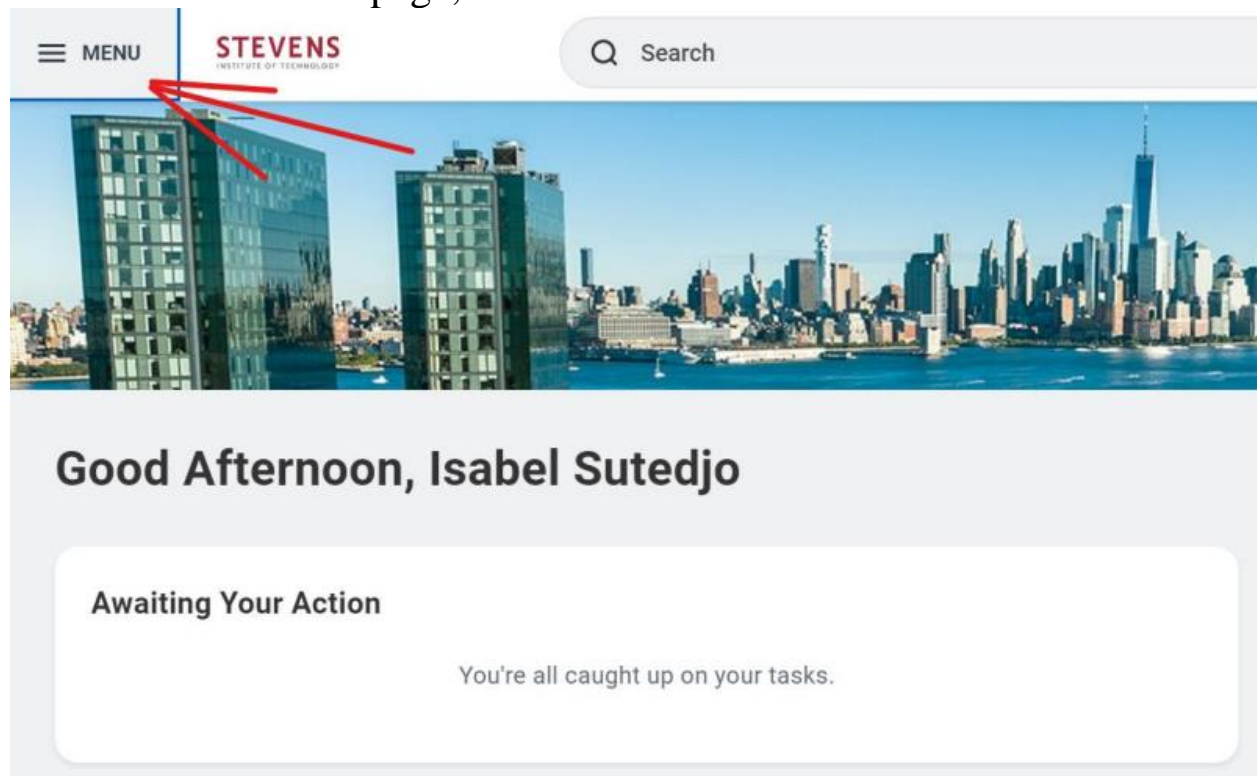 page,
MENU
STEVENS
INSTITUTE OF TECHNOLOGY
Search
Good Afternoon, Isabel Sutedjo
Awaiting Your Action
You're all caught up on your tasks.